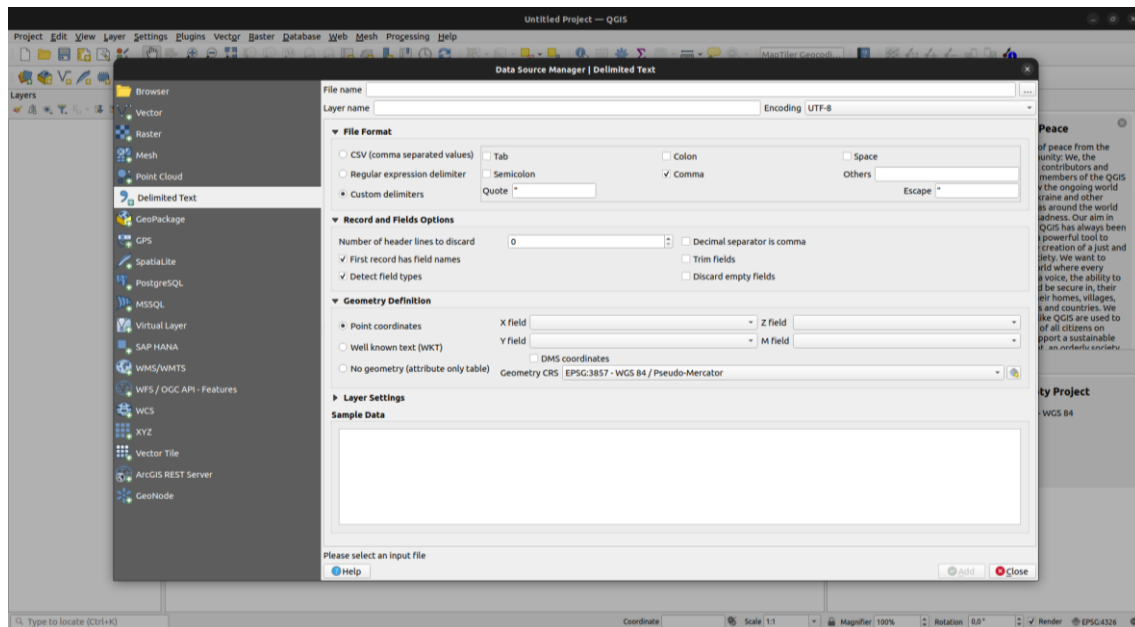 Untitled Project — QGIS
Project Edit View Layer Settings Plugins Vector Raster Database Web Mesh Processing Help
MapTiler Geocodi...
Data Source Manager | Delimited Text
Layers
Browser
Vector
Raster
Mesh
Point Cloud
Delimited Text
GeoPackage
GPS
SpatiaLite
PostgreSQL
MSSQL
Virtual Layer
SAP HANA
WMS/WMTS
WFS / OGC API - Features
WCS
XYZ
Vector Tile
ArcGIS REST Server
GeoNode
File name ...
Layer name Encoding UTF-8
File Format
CSV (comma separated values) Tab Colon Space
Regular expression delimiter Semicolon Comma Others
Custom delimiters Quote " Escape "
Record and Fields Options
Number of header lines to discard 0 Decimal separator is comma
First record has field names Trim fields
Detect field types Discard empty fields
Geometry Definition
Point coordinates X field Z field
Well known text (WKT) Y field M field
DMS coordinates
No geometry (attribute only table) Geometry CRS EPSG:3857 - WGS 84 / Pseudo-Mercator
Layer Settings
Sample Data
Please select an input file
Help Add Close
Peace
of peace from the
unity: We, the
contributors and
members of the QGIS
the ongoing world
kraine and other
as around the world
sadness. Our aim in
QGIS has always been
powerful tool to
creation of a just and
ciety. We want to
rld where every
a voice, the ability to
d be secure in, their
eir homes, villages,
s and countries. We
like QGIS are used to
of all citizens on
pport a sustainable
an orderly society
ty Project
- WGS 84
Type to locate (Ctrl+K) Coordinate Scale 1:1 Magnifier 100% Rotation 0,0° Render EPSG:4326